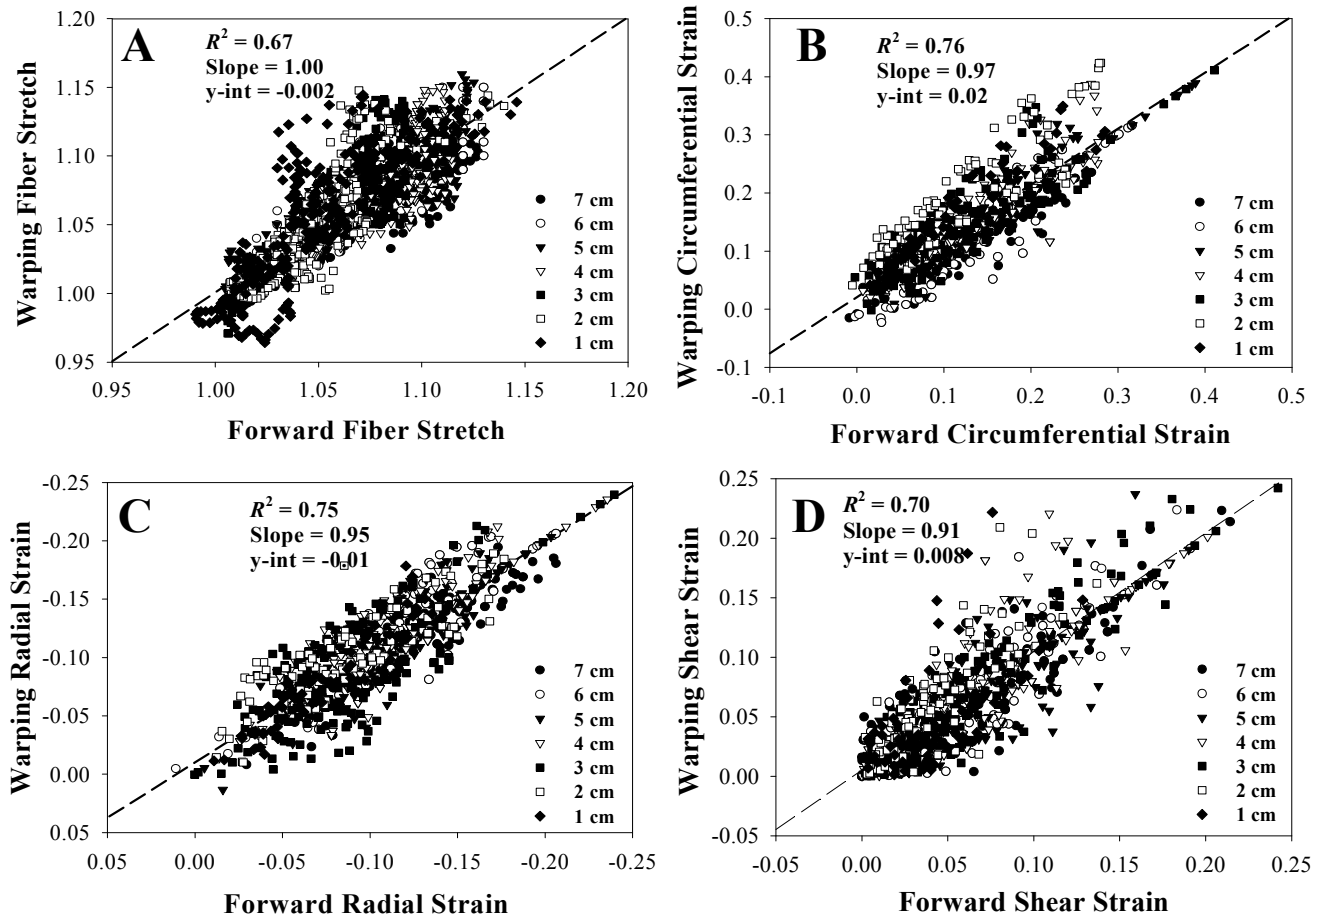 A
R² = 0.67
Slope = 1.00
y-int = -0.002
Warping Fiber Stretch
1.20
1.15
1.10
1.05
1.00
0.95
7 cm
6 cm
5 cm
4 cm
3 cm
2 cm
1 cm
0.95 1.00 1.05 1.10 1.15 1.20
Forward Fiber Stretch
B
R² = 0.76
Slope = 0.97
y-int = 0.02
Warping Circumferential Strain
0.5
0.4
0.3
0.2
0.1
0.0
-0.1
7 cm
6 cm
5 cm
4 cm
3 cm
2 cm
1 cm
-0.1 0.0 0.1 0.2 0.3 0.4 0.5
Forward Circumferential Strain
C
R² = 0.75
Slope = 0.95
y-int = -0.01
Warping Radial Strain
-0.25
-0.20
-0.15
-0.10
-0.05
0.00
0.05
7 cm
6 cm
5 cm
4 cm
3 cm
2 cm
1 cm
0.05 0.00 -0.05 -0.10 -0.15 -0.20 -0.25
Forward Radial Strain
D
R² = 0.70
Slope = 0.91
y-int = 0.008
Warping Shear Strain
0.25
0.20
0.15
0.10
0.05
0.00
-0.05
7 cm
6 cm
5 cm
4 cm
3 cm
2 cm
1 cm
0.00 0.05 0.10 0.15 0.20 0.25
Forward Shear Strain